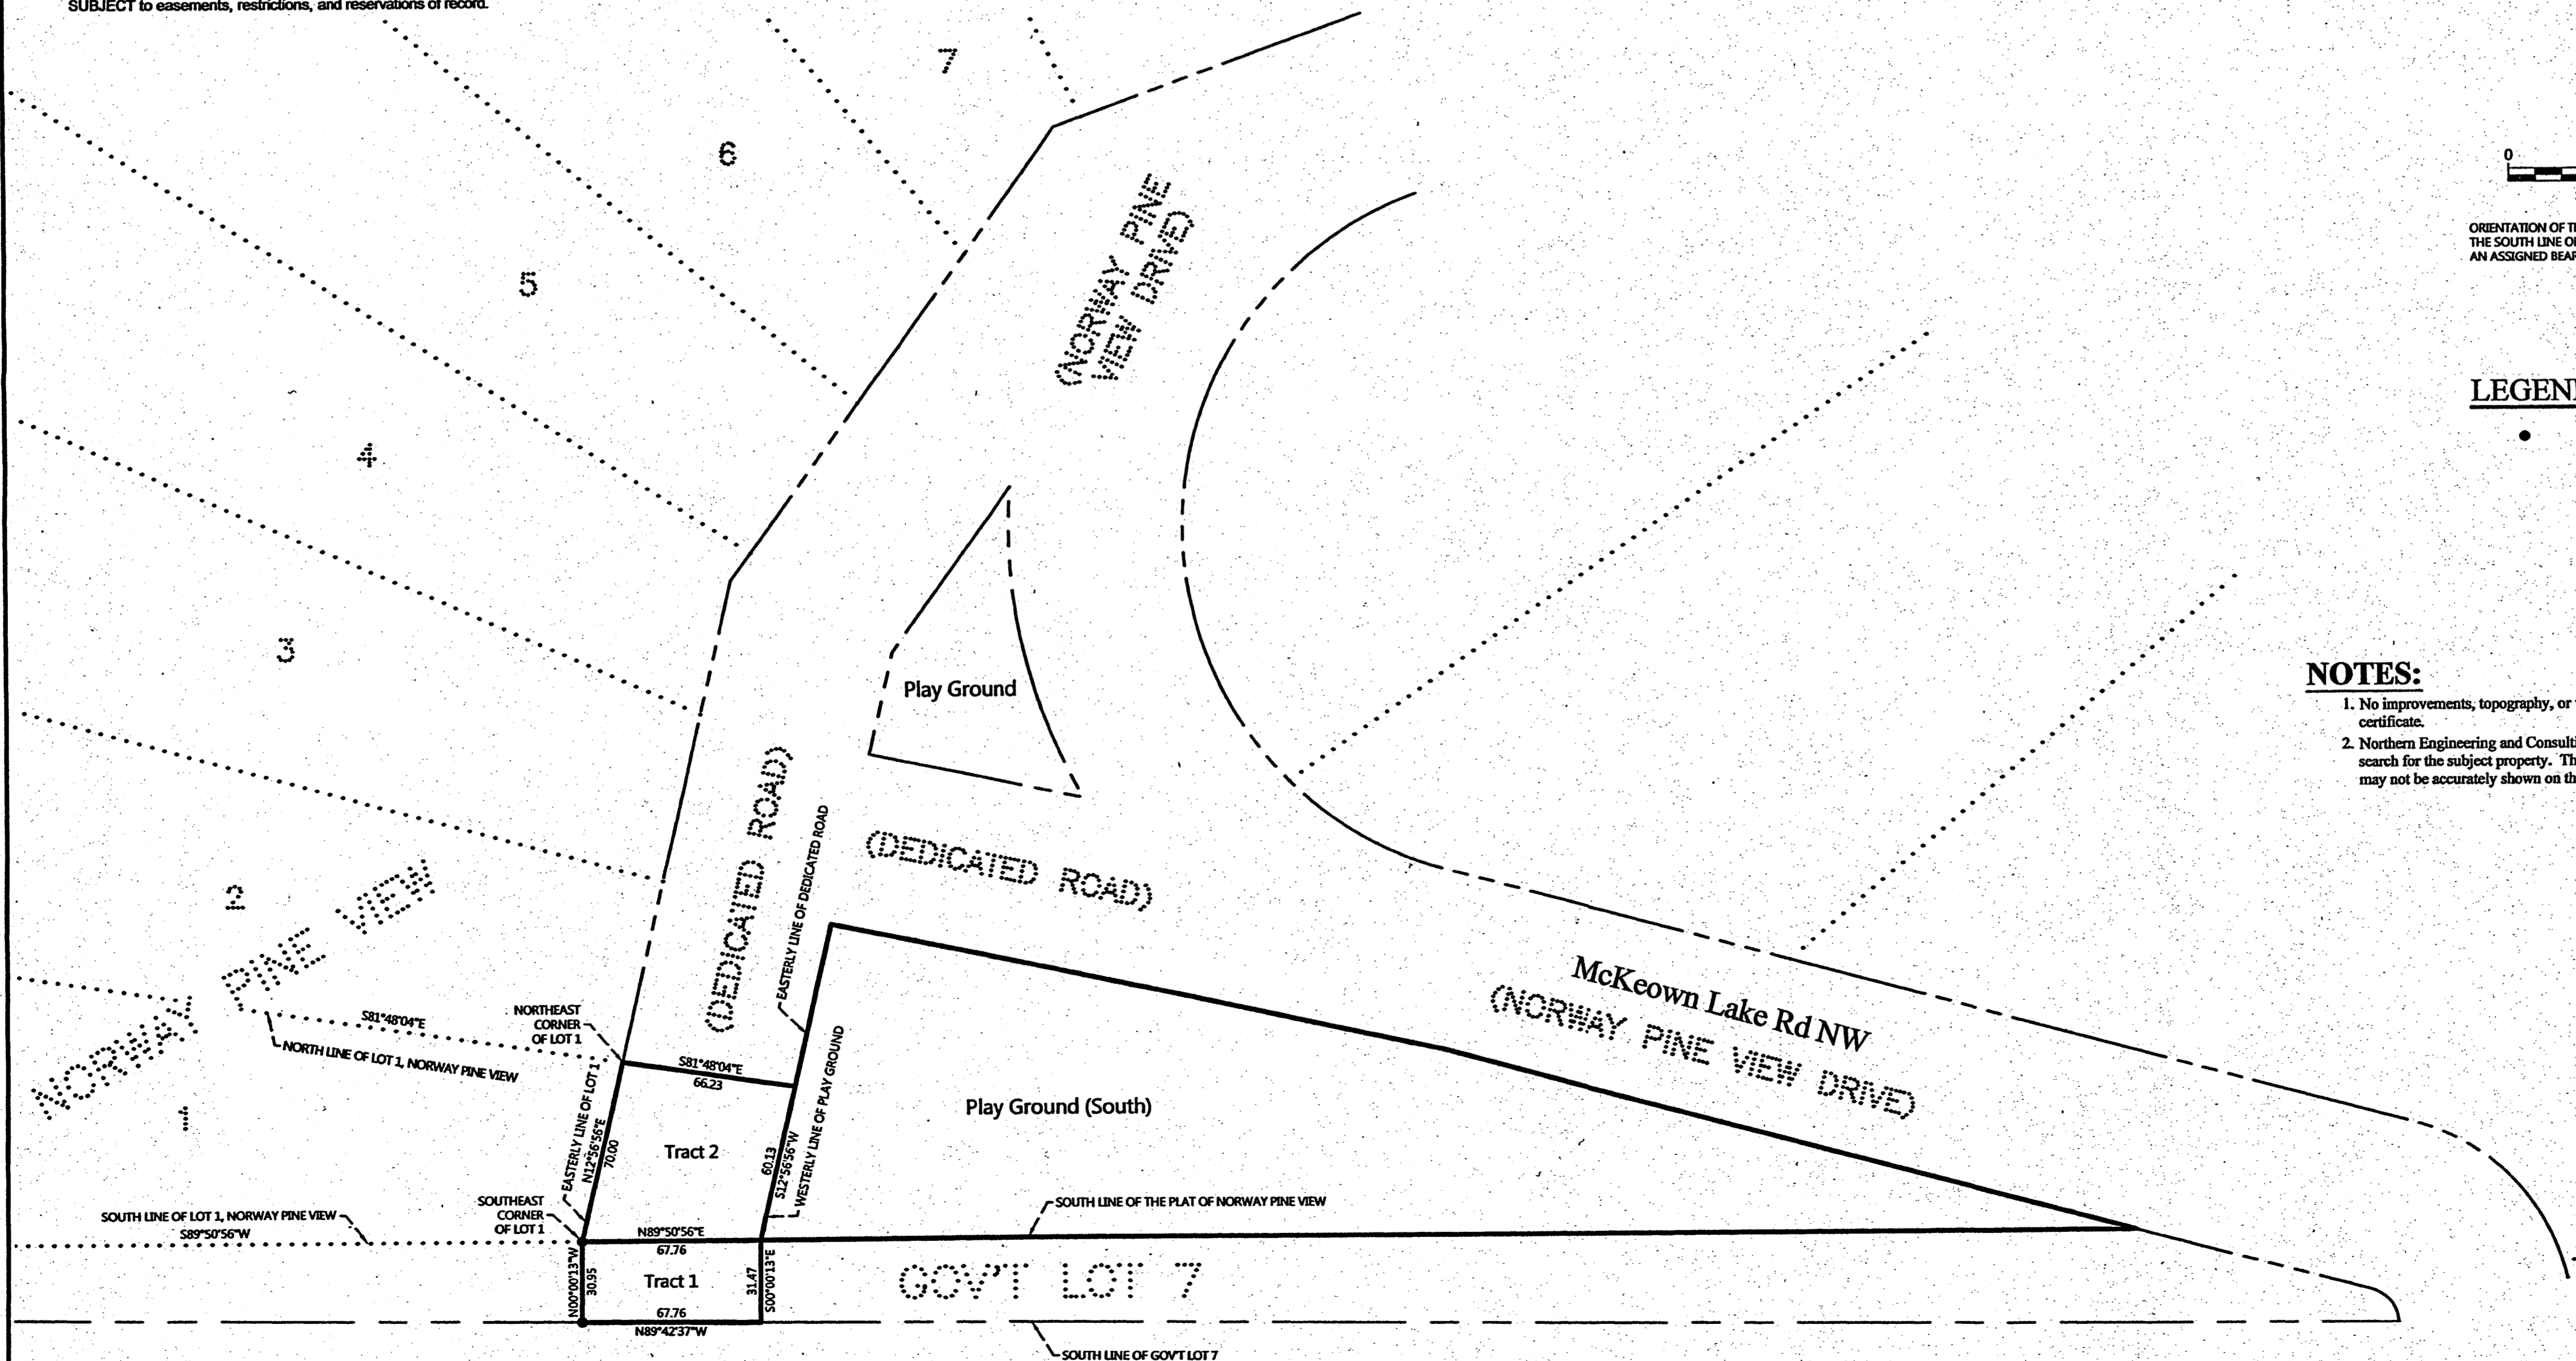 SUBJECT to easements, restrictions, and reservations of record.
7
6
5
4
3
2
1
(NORWAY PINE
VIEW DRIVE)
0
ORIENTATION OF
THE SOUTH LINE
AN ASSIGNED
LEGEN
Play Ground
NOTES:
1. No improvements, topography, or
certificate.
2. Northern Engineering and
search for the subject property.
may not be accurately shown on
(DEDICATED ROAD)
EASTERLY LINE OF DEDICATED ROAD
(DEDICATED ROAD)
NORWAY PINE VIEW
S81°48'04"E
NORTH LINE OF LOT 1, NORWAY PINE VIEW
NORTHEAST
CORNER
OF LOT 1
McKeown Lake Rd NW
(NORWAY PINE VIEW DRIVE)
S81°48'04"E
66.23
EASTERLY LINE OF LOT 1
N12°56'56"E
70.00
Tract 2
60.13
S12°56'56"W
WESTERLY LINE OF PLAY GROUND
Play Ground (South)
SOUTH LINE OF LOT 1, NORWAY PINE VIEW
S89°50'56"W
SOUTHEAST
CORNER
OF LOT 1
SOUTH LINE OF THE PLAT OF NORWAY PINE VIEW
N89°50'56"E
67.76
N00°00'13"W
30.95
Tract 1
31.47
S00°00'13"E
67.76
N89°42'37"W
GOV'T LOT 7
SOUTH LINE OF GOV'T LOT 7